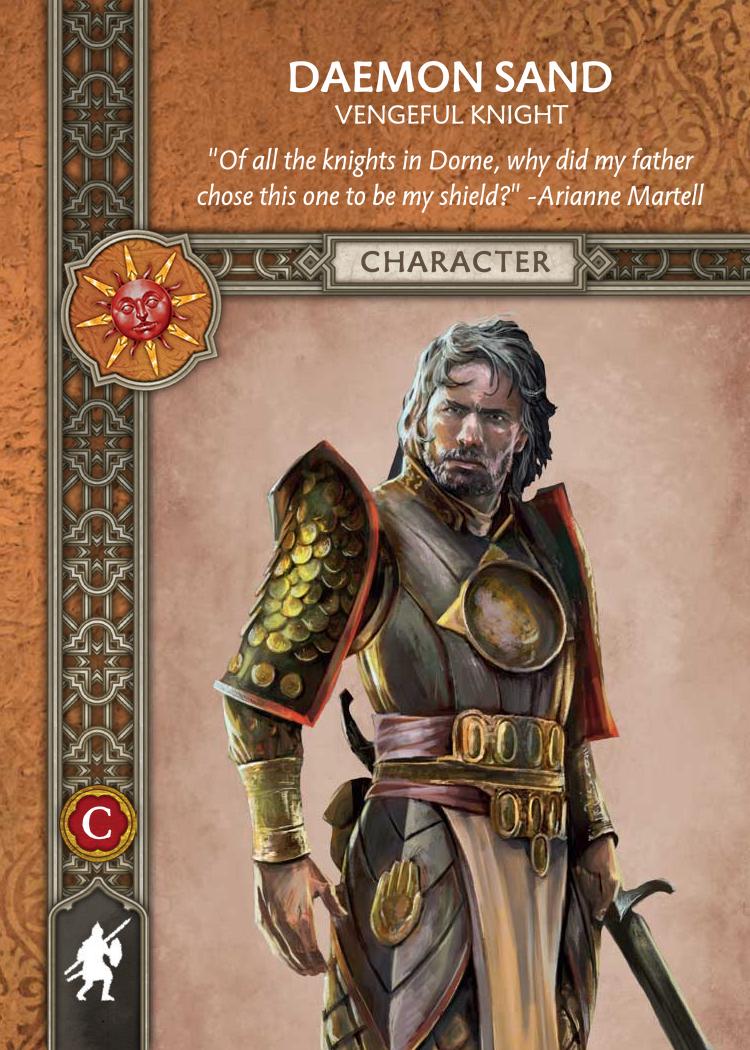 DAEMON SAND
VENGEFUL KNIGHT
"Of all the knights in Dorne, why did my father
chose this one to be my shield?" -Arianne Martell
CHARACTER
C